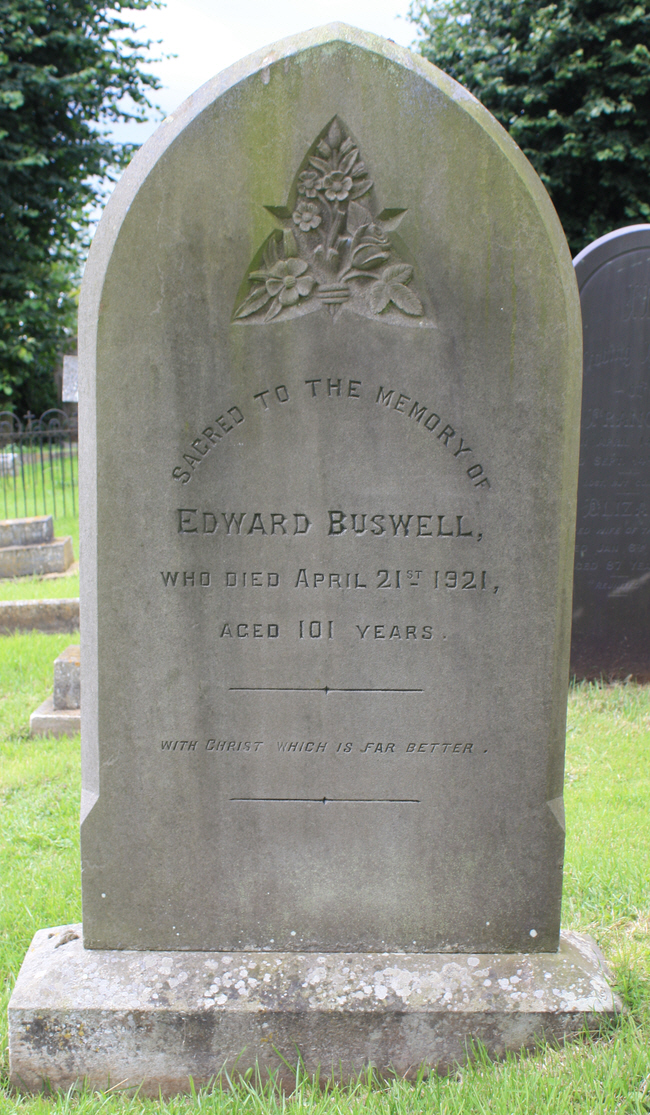 SACRED TO THE MEMORY OF
EDWARD BUSWELL,
WHO DIED APRIL 21ST 1921,
AGED 101 YEARS.
WITH CHRIST WHICH IS FAR BETTER.